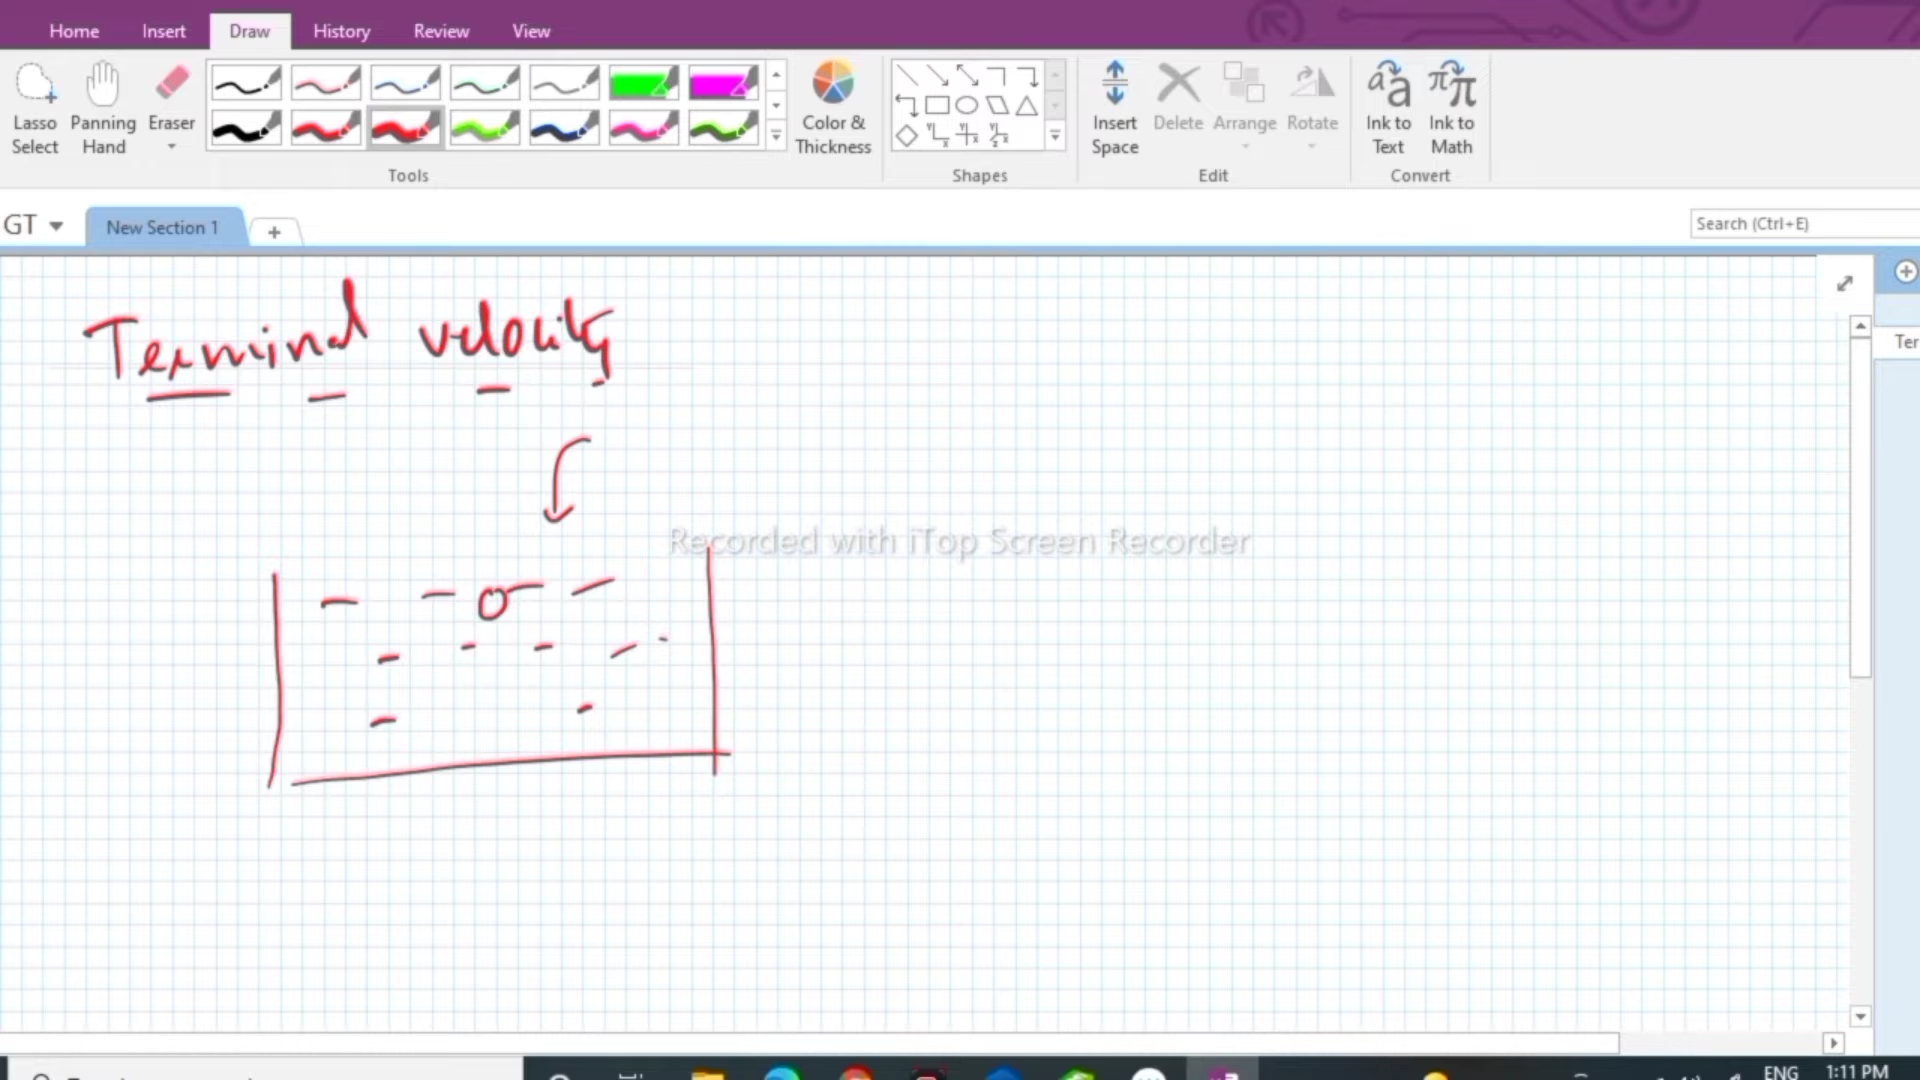 Home Insert Draw History Review View
Lasso Select
Panning Hand
Eraser
Color & Thickness
Insert Space
Delete
Arrange
Rotate
Ink to Text
Ink to Math
Tools Shapes Edit Convert
GT New Section 1 + Search (Ctrl+E)
Ter
Terminal velocity
Recorded with iTop Screen Recorder
ENG 1:11 PM